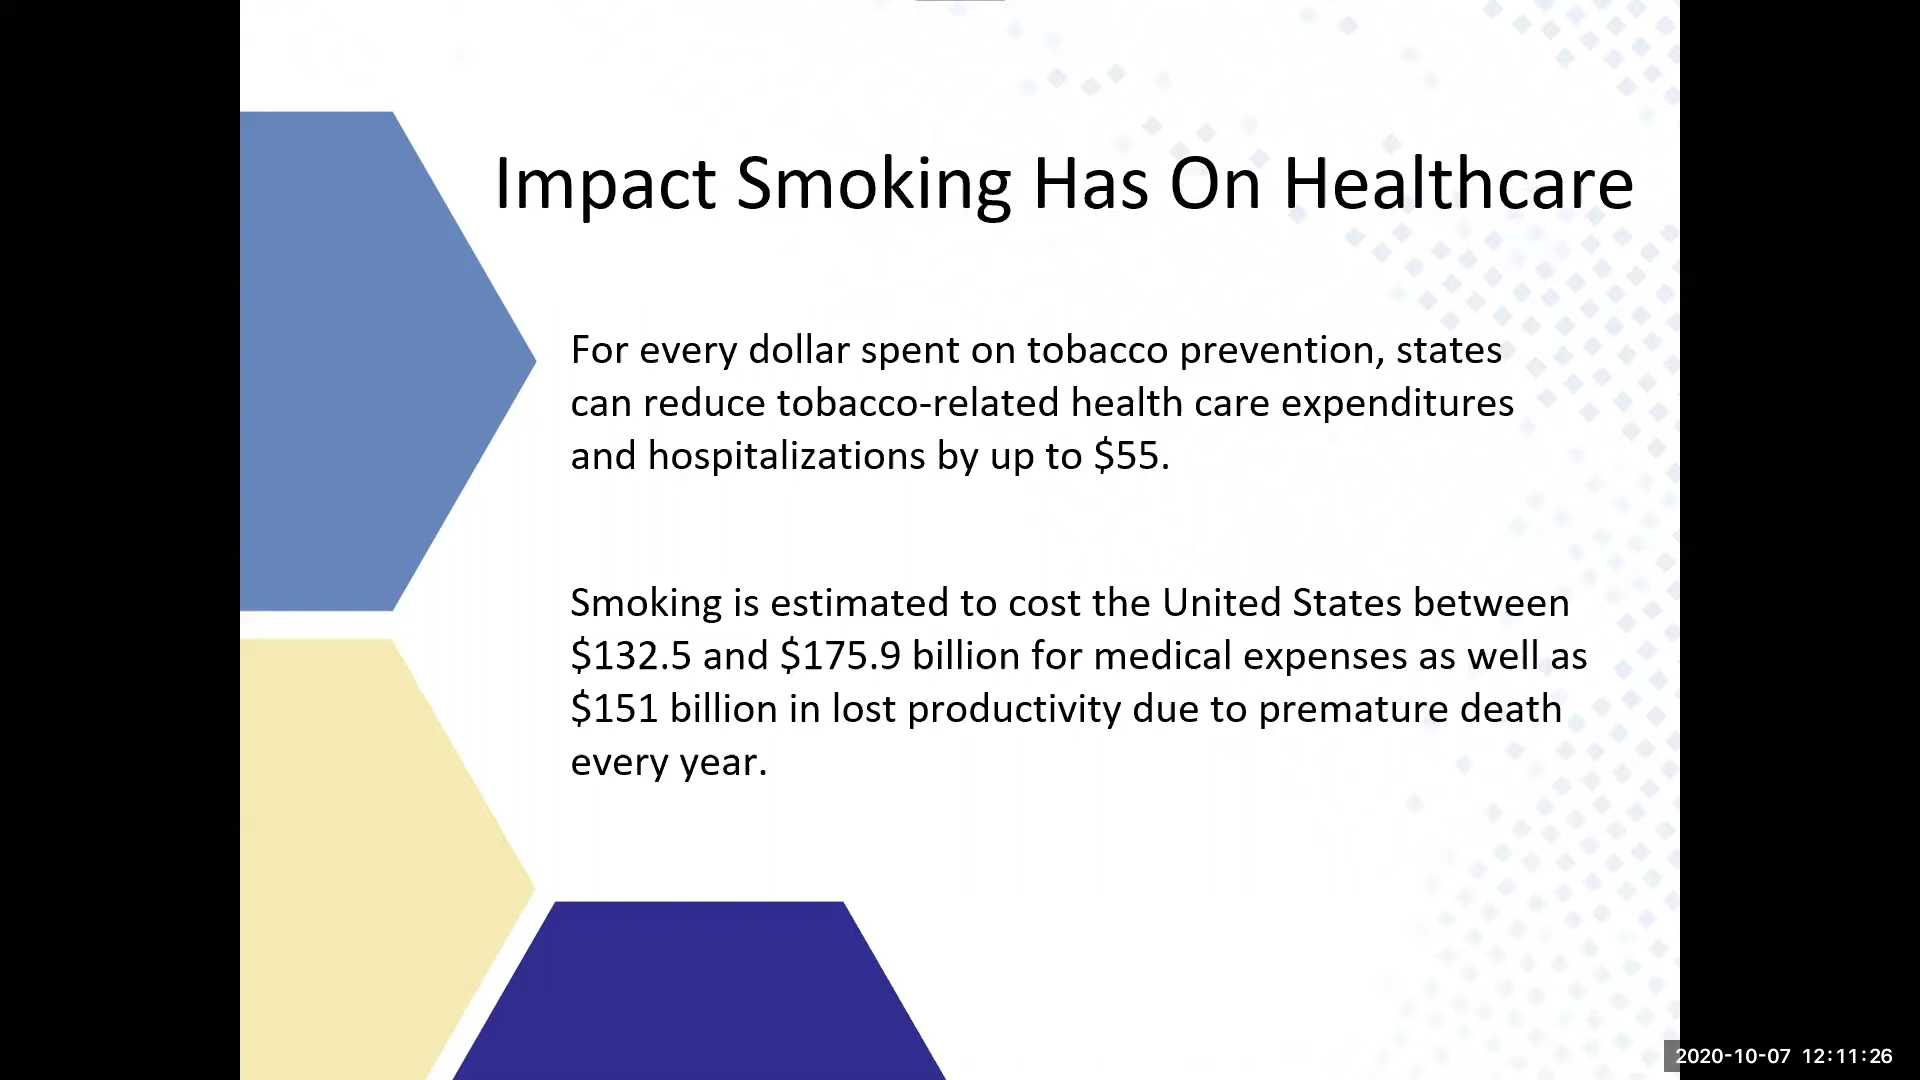 Impact Smoking Has On Healthcare
For every dollar spent on tobacco prevention, states
can reduce tobacco-related health care expenditures
and hospitalizations by up to $55.
Smoking is estimated to cost the United States between
$132.5 and $175.9 billion for medical expenses as well as
$151 billion in lost productivity due to premature death
every year.
2020-10-07 12:11:26